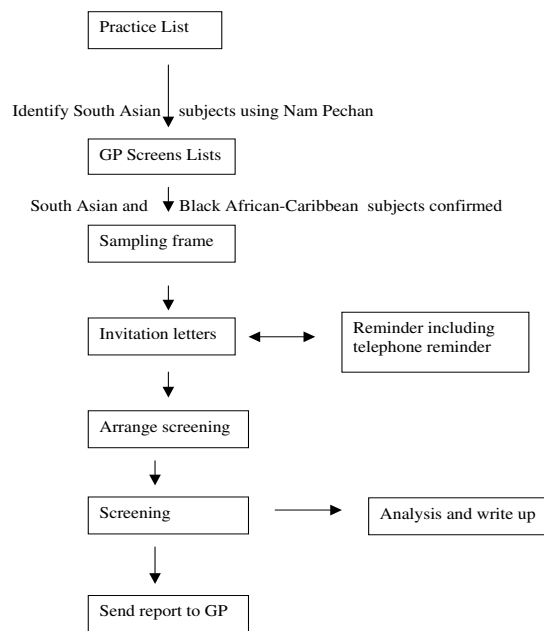 Practice List
Identify South Asian subjects using Nam Pechan
GP Screens Lists
South Asian and Black African-Caribbean subjects confirmed
Sampling frame
Invitation letters
Reminder including
telephone reminder
Arrange screening
Screening
Analysis and write up
Send report to GP